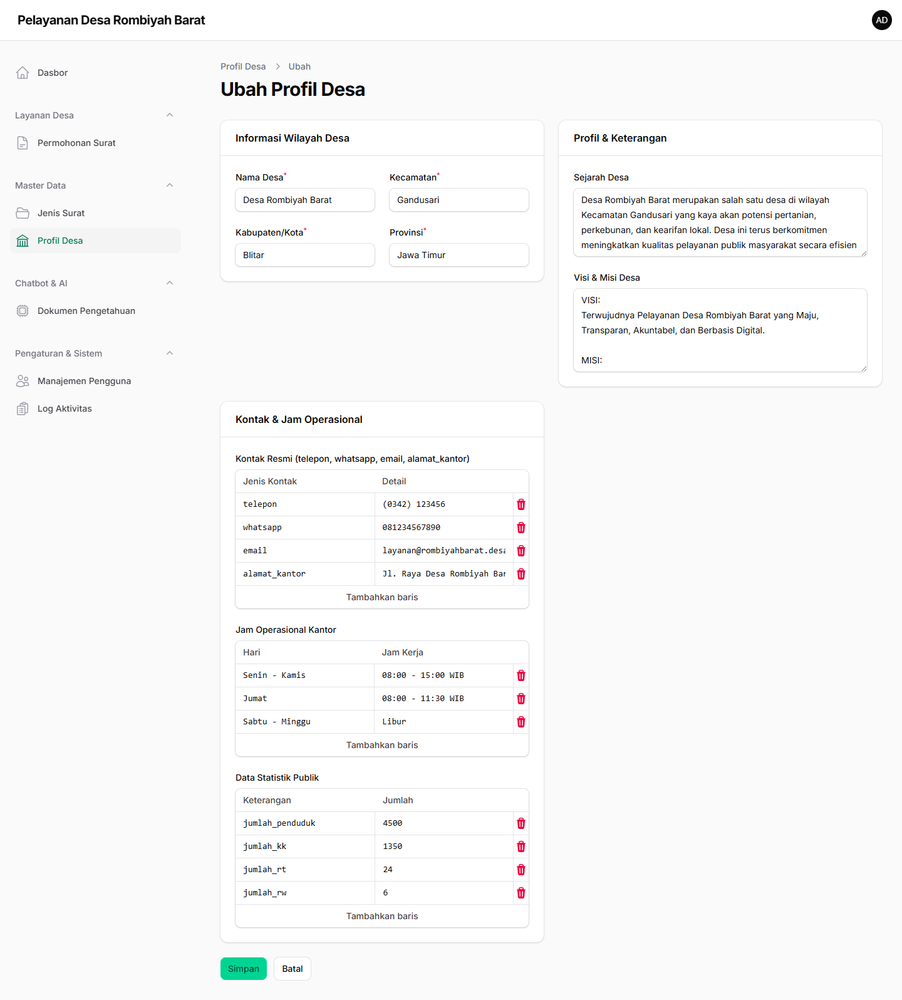 Pelayanan Desa Rombiyah Barat
AD
Dasbor
Layanan Desa
Permohonan Surat
Master Data
Jenis Surat
Profil Desa
Chatbot & AI
Dokumen Pengetahuan
Pengaturan & Sistem
Manajemen Pengguna
Log Aktivitas
Profil Desa > Ubah
Ubah Profil Desa
Informasi Wilayah Desa
Nama Desa*
Desa Rombiyah Barat
Kecamatan*
Gandusari
Kabupaten/Kota*
Blitar
Provinsi*
Jawa Timur
Profil & Keterangan
Sejarah Desa
Desa Rombiyah Barat merupakan salah satu desa di wilayah
Kecamatan Gandusari yang kaya akan potensi pertanian,
perkebunan, dan kearifan lokal. Desa ini terus berkomitmen
meningkatkan kualitas pelayanan publik masyarakat secara efisien
Visi & Misi Desa
VISI:
Terwujudnya Pelayanan Desa Rombiyah Barat yang Maju,
Transparan, Akuntabel, dan Berbasis Digital.
MISI:
Kontak & Jam Operasional
Kontak Resmi (telepon, whatsapp, email, alamat_kantor)
Jenis Kontak Detail
telepon (0342) 123456
whatsapp 081234567890
email layanan@rombiyahbarat.desa
alamat_kantor Jl. Raya Desa Rombiyah Bar
Tambahkan baris
Jam Operasional Kantor
Hari Jam Kerja
Senin - Kamis 08:00 - 15:00 WIB
Jumat 08:00 - 11:30 WIB
Sabtu - Minggu Libur
Tambahkan baris
Data Statistik Publik
Keterangan Jumlah
jumlah_penduduk 4500
jumlah_kk 1350
jumlah_rt 24
jumlah_rw 6
Tambahkan baris
Simpan
Batal